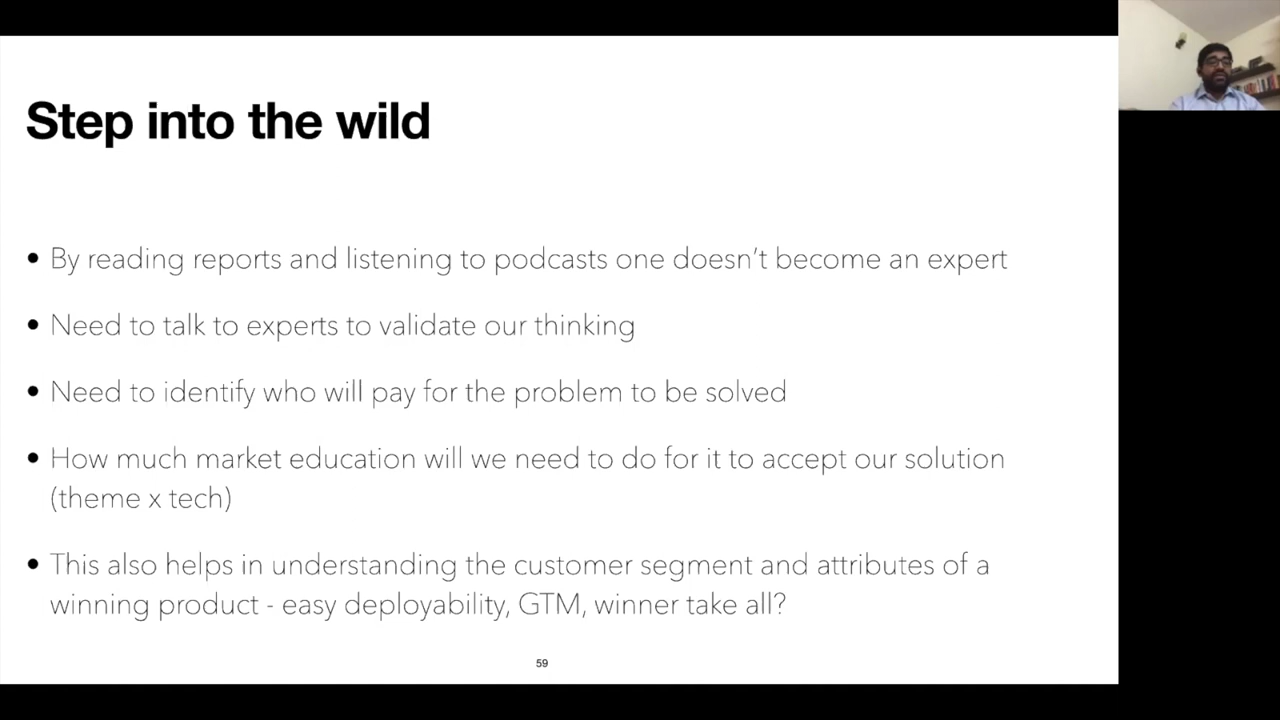 Step into the wild
• By reading reports and listening to podcasts one doesn’t become an expert
• Need to talk to experts to validate our thinking
• Need to identify who will pay for the problem to be solved
• How much market education will we need to do for it to accept our solution
(theme x tech)
• This also helps in understanding the customer segment and attributes of a
winning product - easy deployability, GTM, winner take all?
59